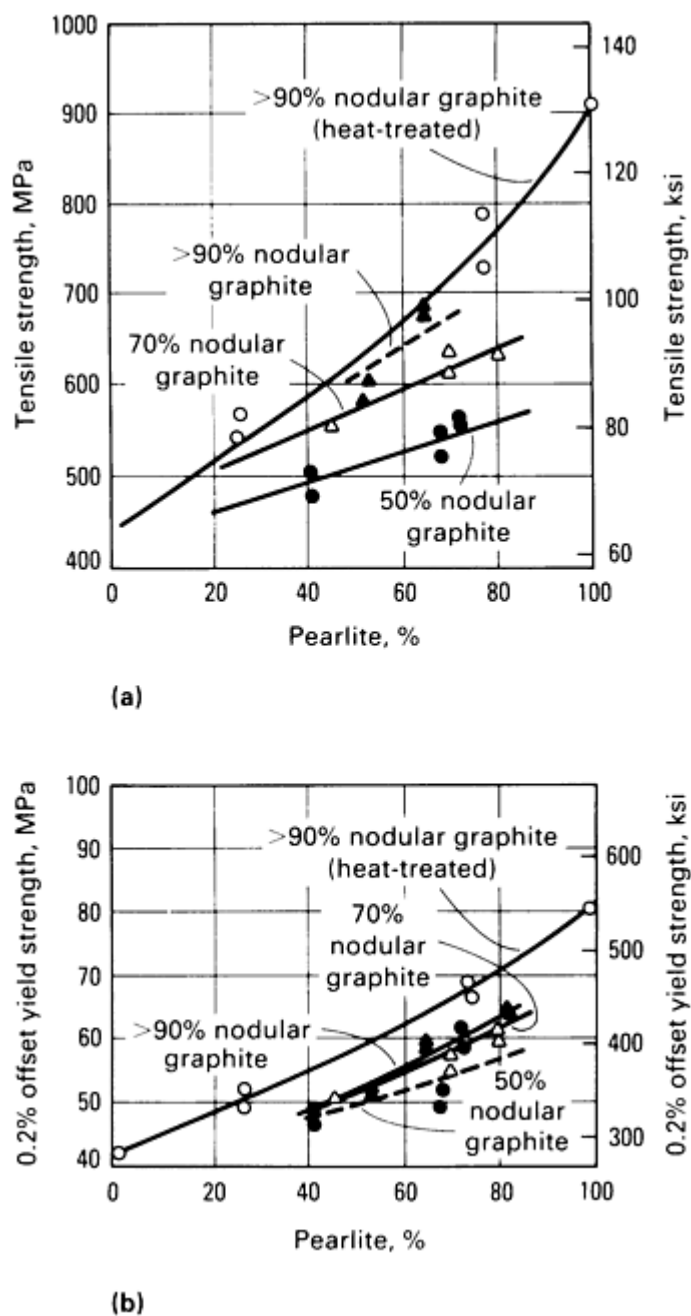 1000
900
800
700
600
500
400
Tensile strength, MPa
140
120
100
80
60
Tensile strength, ksi
>90% nodular graphite
(heat-treated)
>90% nodular
graphite
70% nodular
graphite
50% nodular
graphite
20
40
60
80
100
Pearlite, %
(a)
100
90
80
70
60
50
40
0.2% offset yield strength, MPa
600
500
400
300
0.2% offset yield strength, ksi
>90% nodular graphite
(heat-treated)
70%
nodular
graphite
>90% nodular
graphite
50%
nodular
graphite
0
20
40
60
80
100
Pearlite, %
(b)